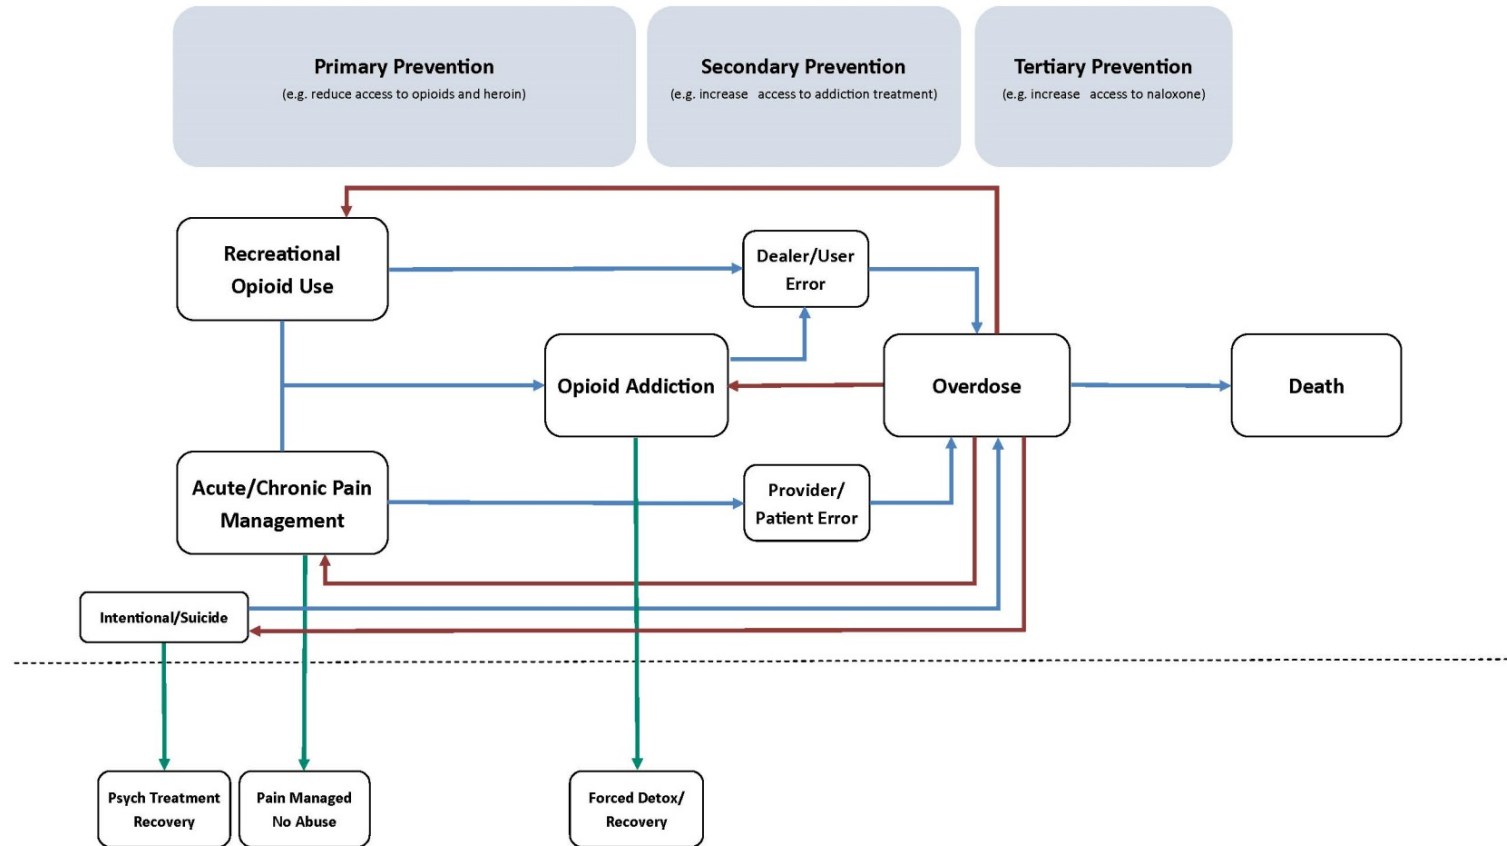 Primary Prevention
(e.g. reduce access to opioids and heroin)
Secondary Prevention
(e.g. increase access to addiction treatment)
Tertiary Prevention
(e.g. increase access to naloxone)
Recreational
Opioid Use
Dealer/User
Error
Opioid Addiction
Overdose
Death
Acute/Chronic Pain
Management
Provider/
Patient Error
Intentional/Suicide
Psych Treatment
Recovery
Pain Managed
No Abuse
Forced Detox/
Recovery